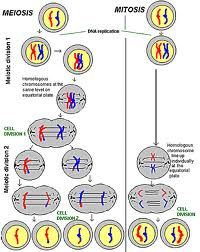 MEIOSIS
MITOSIS
DNA replication
Meiotic division 1
Homologous
chromosomes at the
same level on
equatorial plate
CELL
DIVISION 1
Homologous
chromosome
line up
individually
at the
equatorial
plate
Meiotic division 2
CELL
DIVISION 2
CELL
DIVISION